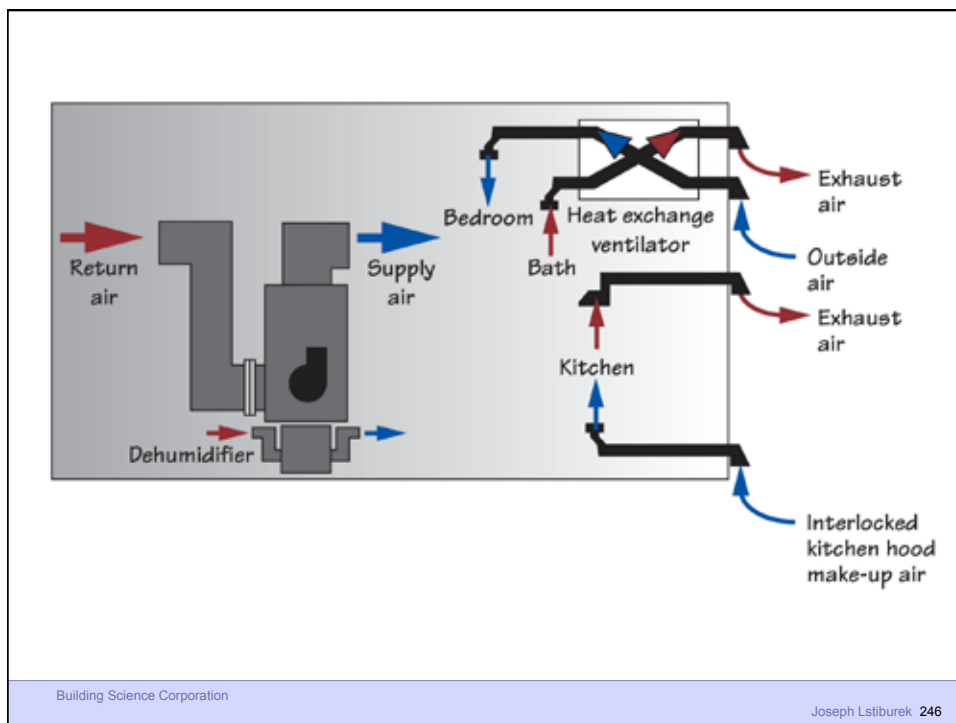 Return
air
Supply
air
Dehumidifier
Bedroom
Bath
Heat exchange
ventilator
Exhaust
air
Outside
air
Exhaust
air
Kitchen
Interlocked
kitchen hood
make-up air
Building Science Corporation
Joseph Lstiburek 246